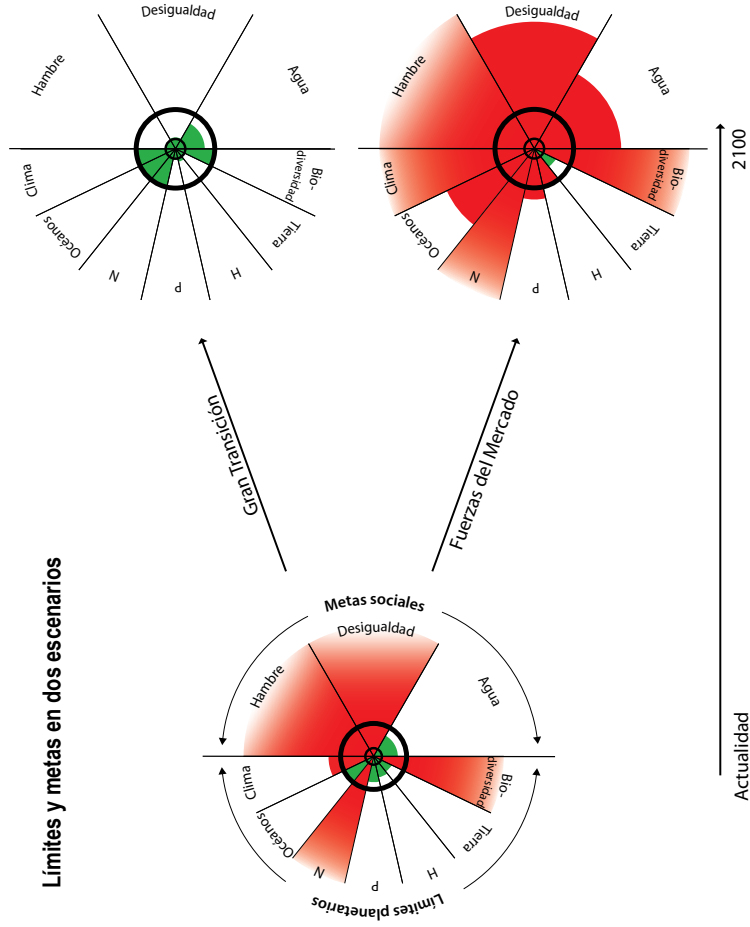 Límites y metas en dos escenarios
Metas sociales
Hambre
Desigualdad
Agua
Clima
Océanos
N
P
H
Tierra
Bio-
diversidad
Límites planetarios
Gran Transición
Fuerzas del Mercado
Hambre
Desigualdad
Agua
Clima
Océanos
N
P
H
Tierra
Bio-
diversidad
Hambre
Desigualdad
Agua
Clima
Océanos
N
P
H
Tierra
Bio-
diversidad
Actualidad
2100